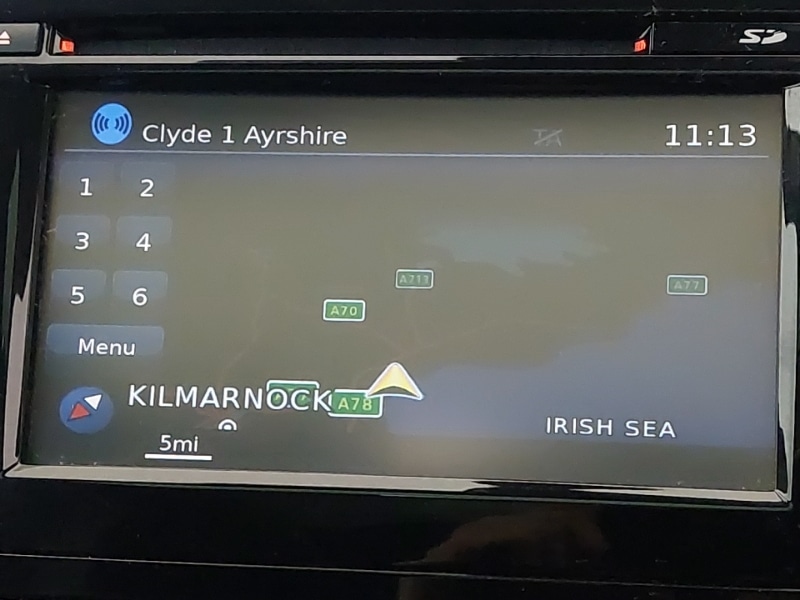 SD
Clyde 1 Ayrshire
TA
11:13
1 2
3 4
5 6
Menu
A713
A77
A70
KILMARNOCK
A78
IRISH SEA
5mi